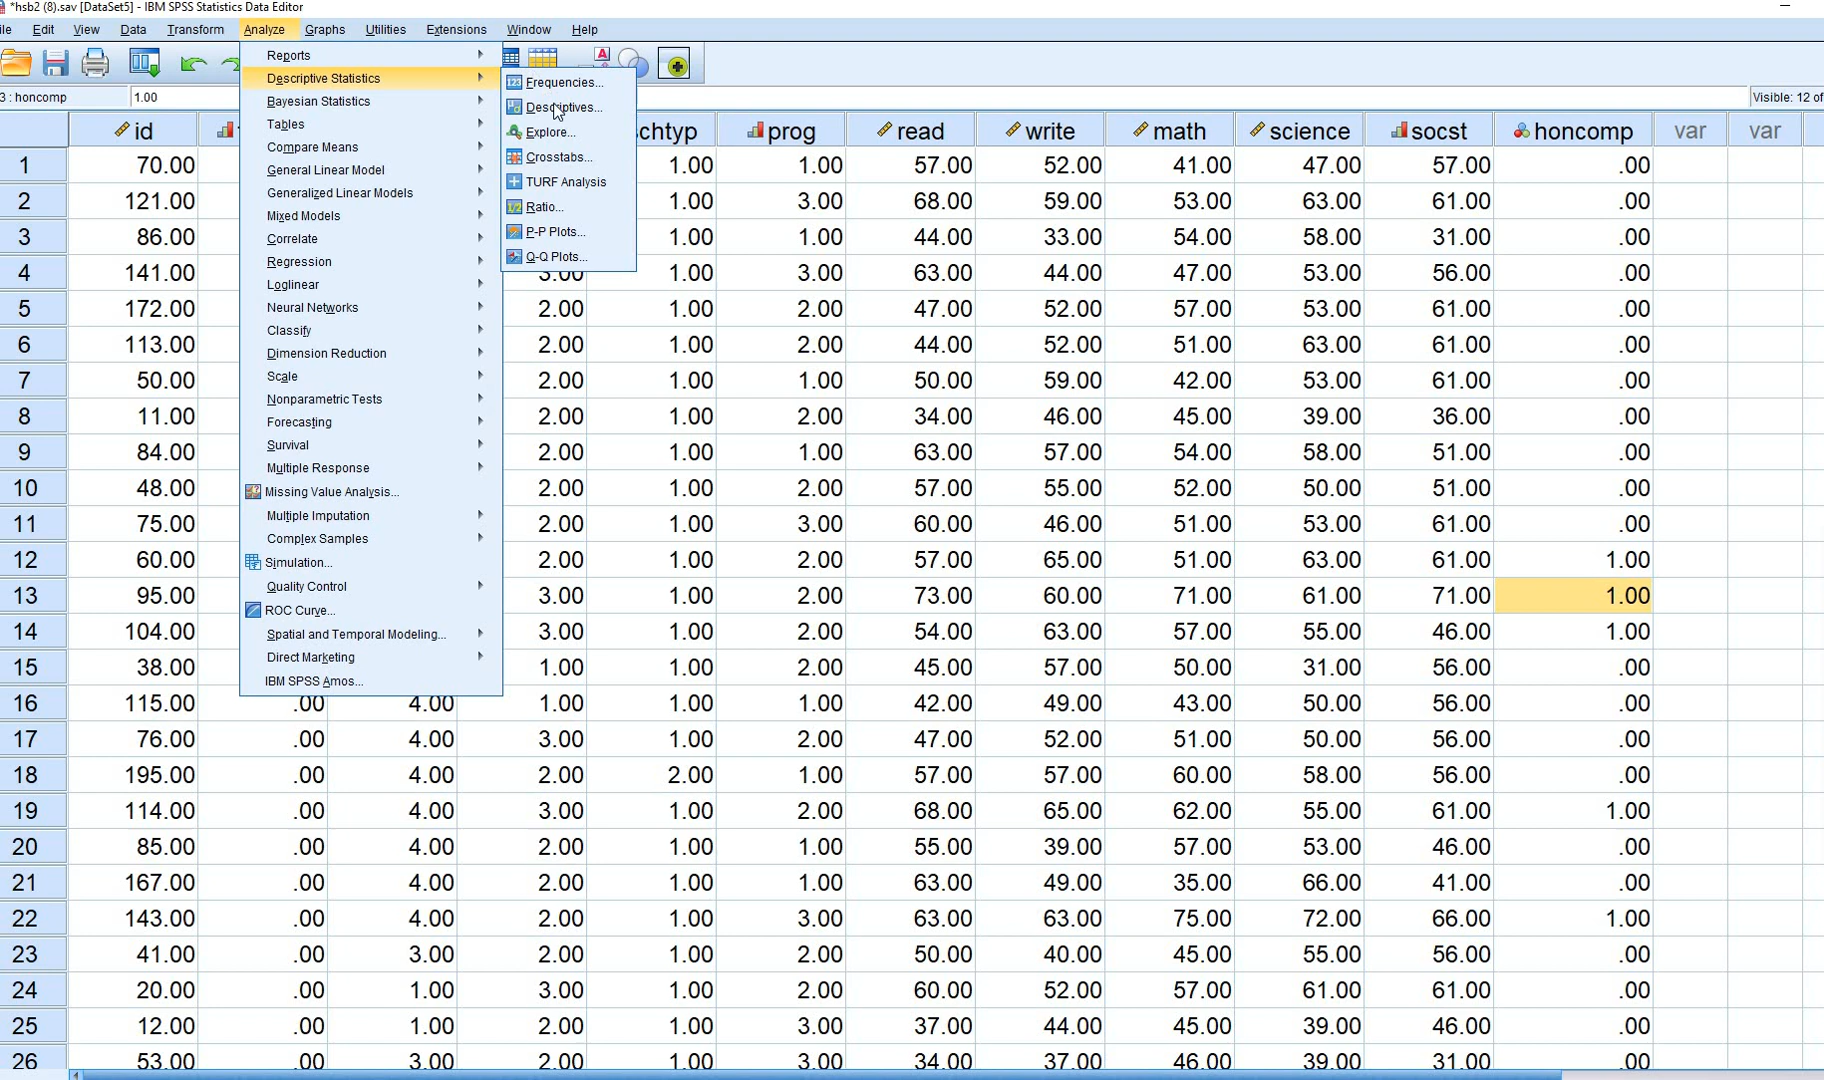 *hsb2 (8).sav [DataSet5] - IBM SPSS Statistics Data Editor
ile Edit View Data Transform Analyze Graphs Utilities Extensions Window Help
3 : honcomp 1.00 Visible: 12 of
Reports
Descriptive Statistics
Bayesian Statistics
Tables
Compare Means
General Linear Model
Generalized Linear Models
Mixed Models
Correlate
Regression
Loglinear
Neural Networks
Classify
Dimension Reduction
Scale
Nonparametric Tests
Forecasting
Survival
Multiple Response
Missing Value Analysis...
Multiple Imputation
Complex Samples
Simulation...
Quality Control
ROC Curve...
Spatial and Temporal Modeling...
Direct Marketing
IBM SPSS Amos...
Frequencies...
Descriptives...
Explore...
Crosstabs...
TURF Analysis
Ratio...
P-P Plots...
Q-Q Plots...
id chtyp prog read write math science socst honcomp var var
1 70.00 1.00 1.00 57.00 52.00 41.00 47.00 57.00 .00
2 121.00 1.00 3.00 68.00 59.00 53.00 63.00 61.00 .00
3 86.00 1.00 1.00 44.00 33.00 54.00 58.00 31.00 .00
4 141.00 3.00 1.00 3.00 63.00 44.00 47.00 53.00 56.00 .00
5 172.00 2.00 1.00 2.00 47.00 52.00 57.00 53.00 61.00 .00
6 113.00 2.00 1.00 2.00 44.00 52.00 51.00 63.00 61.00 .00
7 50.00 2.00 1.00 1.00 50.00 59.00 42.00 53.00 61.00 .00
8 11.00 2.00 1.00 2.00 34.00 46.00 45.00 39.00 36.00 .00
9 84.00 2.00 1.00 1.00 63.00 57.00 54.00 58.00 51.00 .00
10 48.00 2.00 1.00 2.00 57.00 55.00 52.00 50.00 51.00 .00
11 75.00 2.00 1.00 3.00 60.00 46.00 51.00 53.00 61.00 .00
12 60.00 2.00 1.00 2.00 57.00 65.00 51.00 63.00 61.00 1.00
13 95.00 3.00 1.00 2.00 73.00 60.00 71.00 61.00 71.00 1.00
14 104.00 3.00 1.00 2.00 54.00 63.00 57.00 55.00 46.00 1.00
15 38.00 1.00 1.00 2.00 45.00 57.00 50.00 31.00 56.00 .00
16 115.00 .00 4.00 1.00 1.00 1.00 42.00 49.00 43.00 50.00 56.00 .00
17 76.00 .00 4.00 3.00 1.00 2.00 47.00 52.00 51.00 50.00 56.00 .00
18 195.00 .00 4.00 2.00 2.00 1.00 57.00 57.00 60.00 58.00 56.00 .00
19 114.00 .00 4.00 3.00 1.00 2.00 68.00 65.00 62.00 55.00 61.00 1.00
20 85.00 .00 4.00 2.00 1.00 1.00 55.00 39.00 57.00 53.00 46.00 .00
21 167.00 .00 4.00 2.00 1.00 1.00 63.00 49.00 35.00 66.00 41.00 .00
22 143.00 .00 4.00 2.00 1.00 3.00 63.00 63.00 75.00 72.00 66.00 1.00
23 41.00 .00 3.00 2.00 1.00 2.00 50.00 40.00 45.00 55.00 56.00 .00
24 20.00 .00 1.00 3.00 1.00 2.00 60.00 52.00 57.00 61.00 61.00 .00
25 12.00 .00 1.00 2.00 1.00 3.00 37.00 44.00 45.00 39.00 46.00 .00
26 53.00 .00 3.00 2.00 1.00 3.00 34.00 37.00 46.00 39.00 31.00 .00